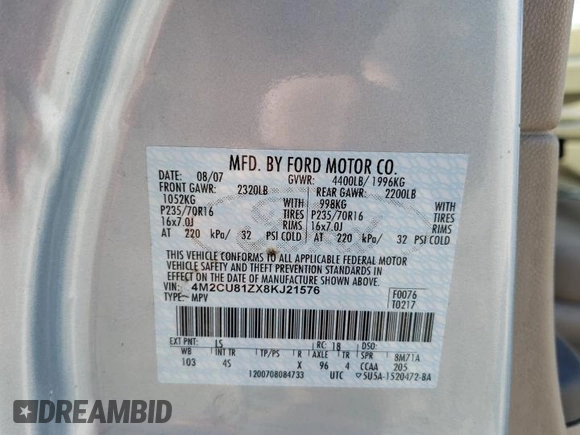 MFD. BY FORD MOTOR CO.
DATE: 08/07 GVWR: 4400LB/ 1996KG
FRONT GAWR: 2320LB REAR GAWR: 2200LB
1052KG WITH 998KG WITH
P235/70R16 TIRES P235/70R16 TIRES
16x7.0J RIMS 16x7.0J RIMS
AT 220 kPa/ 32 PSI COLD AT 220 kPa/ 32 PSI COLD
THIS VEHICLE CONFORMS TO ALL APPLICABLE FEDERAL MOTOR
VEHICLE SAFETY AND THEFT PREVENTION STANDARDS IN
EFFECT ON THE DATE OF MANUFACTURE SHOWN ABOVE.
VIN: 4M2CU81ZX8KJ21576 F0076
TYPE: MPV T0217
EXT PNT: LS RC: 18 DSO:
WB INT TR TP/PS R AXLE TR SPR 8M71A
103 4S X 96 4 CCAA 205
1200708084733 UTC 5U5A-1520472-BA
DREAMBID